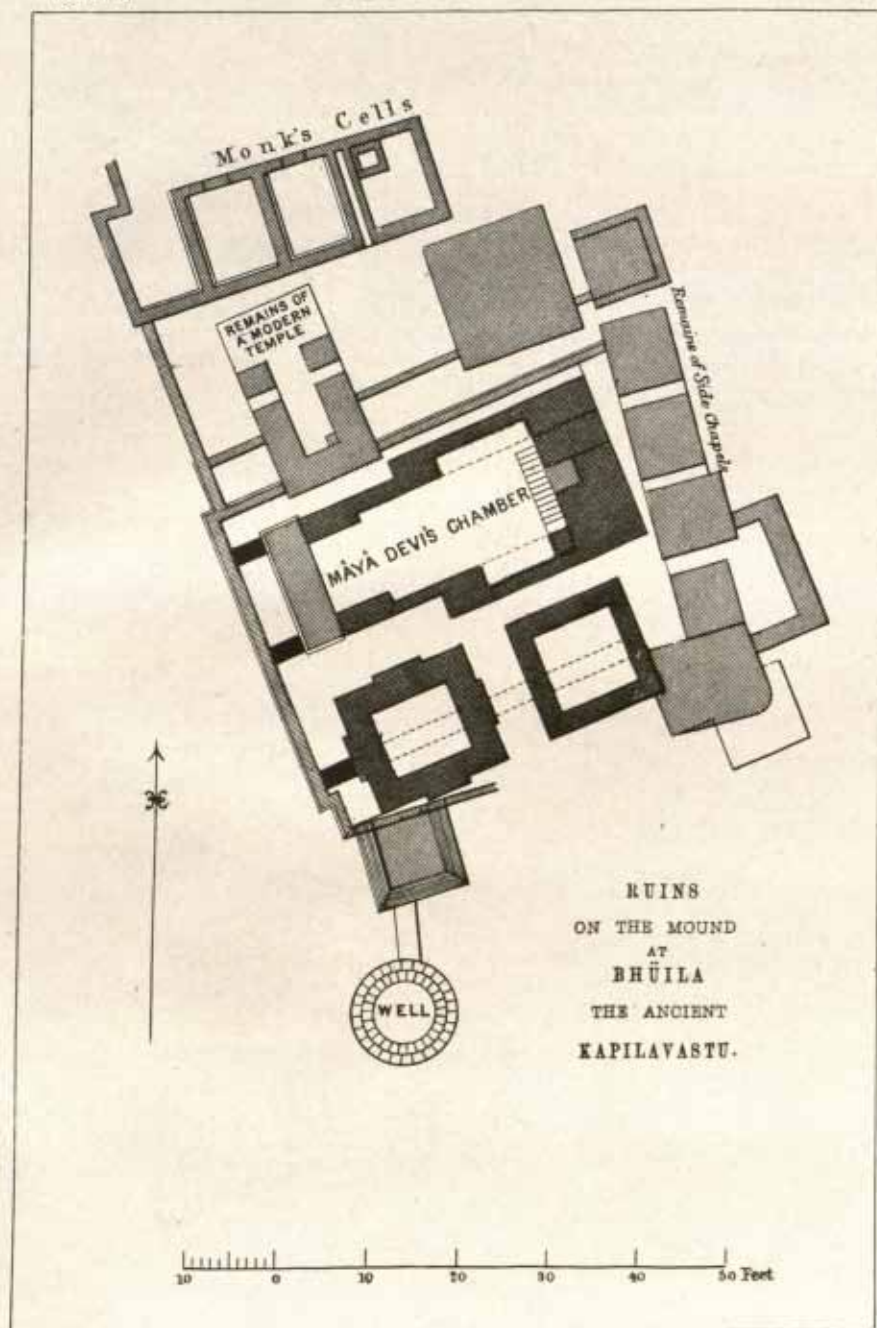 Monk's Cells
REMAINS OF
A MODERN
TEMPLE
Remains of Side Chapels
MÂYÂ DEVI'S CHAMBER
WELL
RUINS
ON THE MOUND
AT
BHÜILA
THE ANCIENT
KAPILAVASTU.
10 0 10 20 30 40 50 Feet